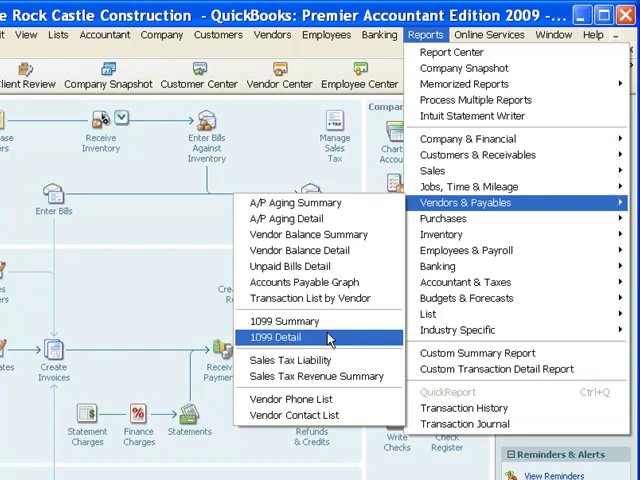 e Rock Castle Construction - QuickBooks: Premier Accountant Edition 2009 -...
it View Lists Accountant Company Customers Vendors Employees Banking Reports Online Services Window Help
Client Review Company Snapshot Customer Center Vendor Center Employee Center
Report Center
Company Snapshot
Memorized Reports
Process Multiple Reports
Intuit Statement Writer
Company & Financial
Customers & Receivables
Sales
Jobs, Time & Mileage
Vendors & Payables
Purchases
Inventory
Employees & Payroll
Banking
Accountant & Taxes
Budgets & Forecasts
List
Industry Specific
Custom Summary Report
Custom Transaction Detail Report
QuickReport Ctrl+Q
Transaction History
Transaction Journal
A/P Aging Summary
A/P Aging Detail
Vendor Balance Summary
Vendor Balance Detail
Unpaid Bills Detail
Accounts Payable Graph
Transaction List by Vendor
1099 Summary
1099 Detail
Sales Tax Liability
Sales Tax Revenue Summary
Vendor Phone List
Vendor Contact List
Compan
Receive
Inventory
Enter Bills
Against
Inventory
Manage
Sales
Tax
Chart
Accou
Enter Bills
Create
Invoices
Receiv
Payme
Statement
Charges
Finance
Charges
Statements
Refunds
& Credits
Write
Checks
Check
Register
Reminders & Alerts
View Reminders